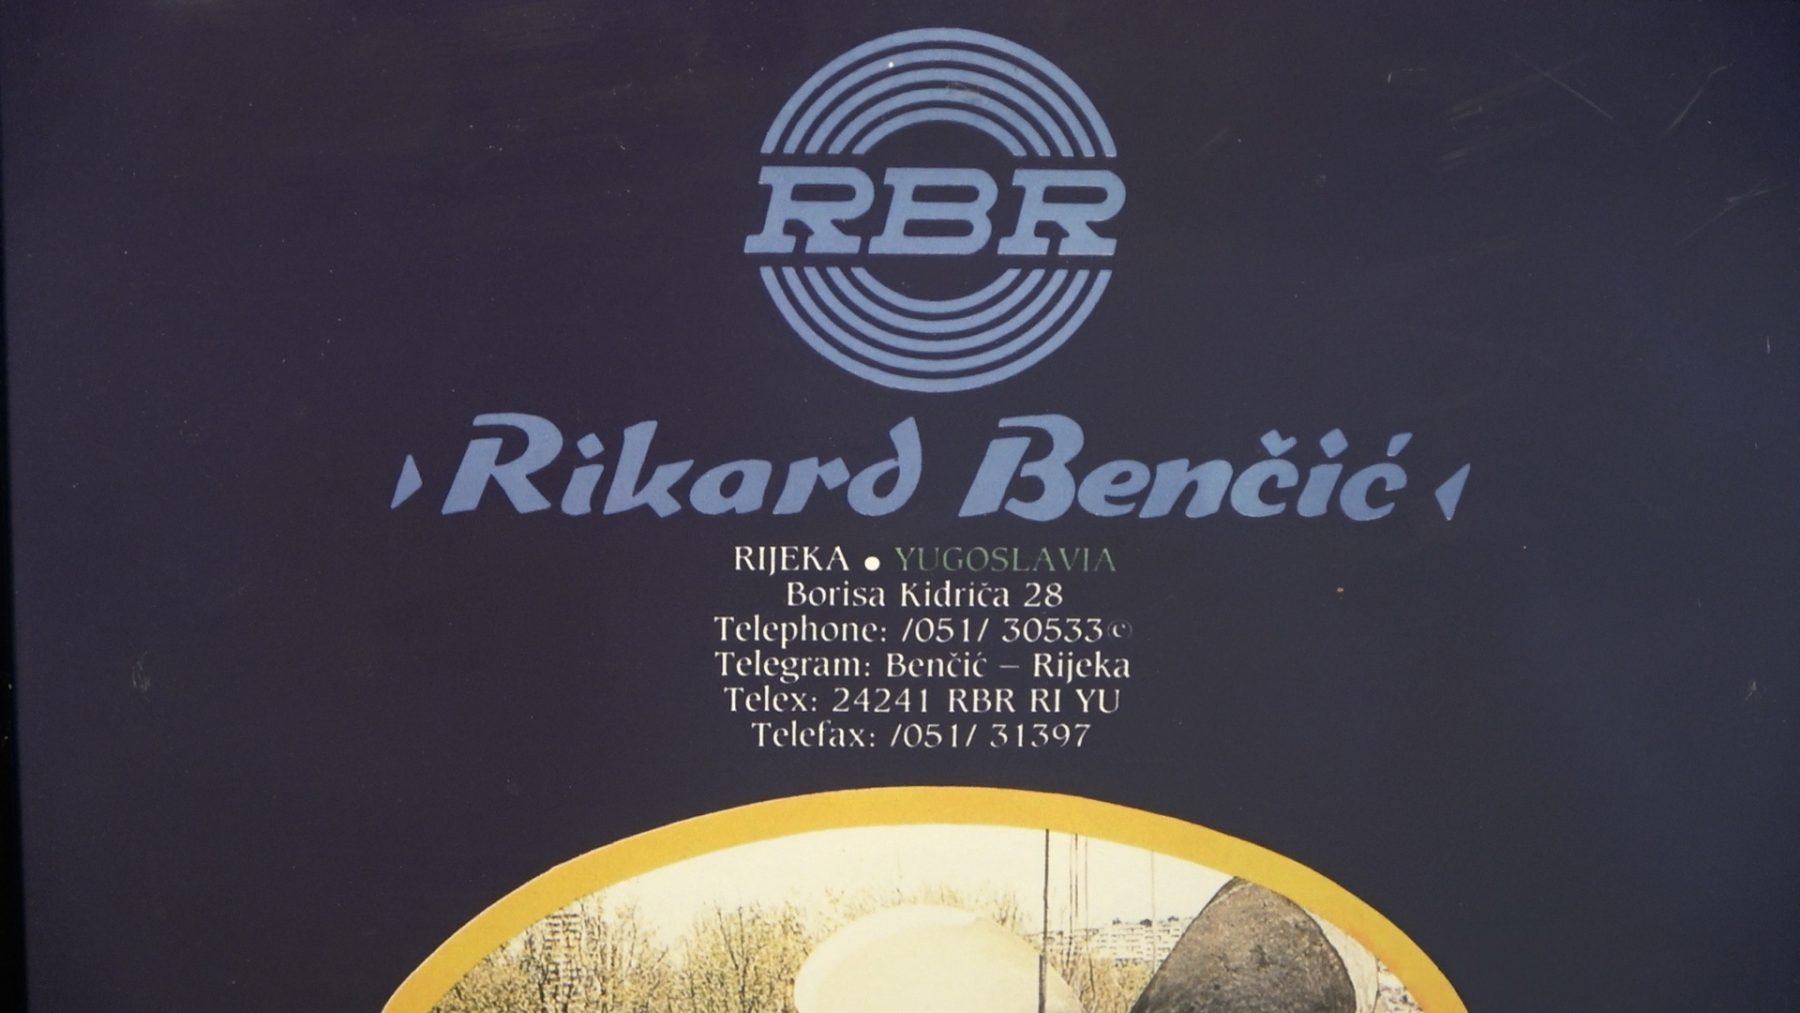 RBR
Rikard Benčić
RIJEKA • YUGOSLAVIA
Borisa Kidriča 28
Telephone: /051/ 30533
Telegram: Benčić – Rijeka
Telex: 24241 RBR RI YU
Telefax: /051/ 31397